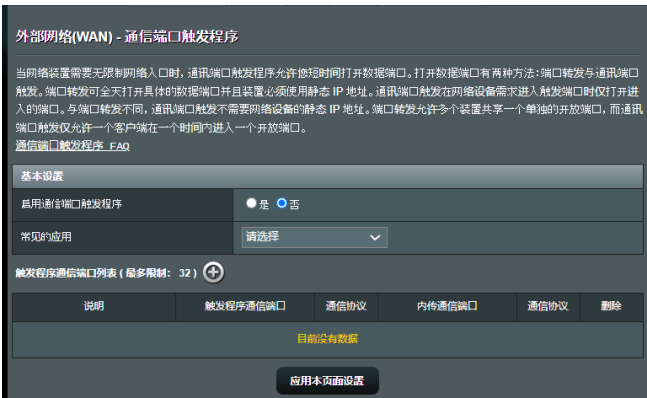 外部网络(WAN) - 通信端口触发程序
当网络装置需要无限制网络入口时，通讯端口触发程序允许您短时间打开数据端口。打开数据端口有两种方法：端口转发与通讯端口
触发。端口转发可全天打开具体的数据端口并且装置必须使用静态 IP 地址。通讯端口触发在网络设备需求进入触发端口时仅打开进
入的端口。与端口转发不同，通讯端口触发不需要网络设备的静态 IP 地址。端口转发允许多个装置共享一个单独的开放端口，而通讯
端口触发仅允许一个客户端在一个时间内进入一个开放端口。
通信端口触发程序 FAQ
基本设置
启用通信端口触发程序 是 否
常见的应用 请选择
触发程序通信端口列表 ( 最多限制： 32 )
说明 触发程序通信端口 通信协议 内传通信端口 通信协议 删除
目前没有数据
应用本页面设置